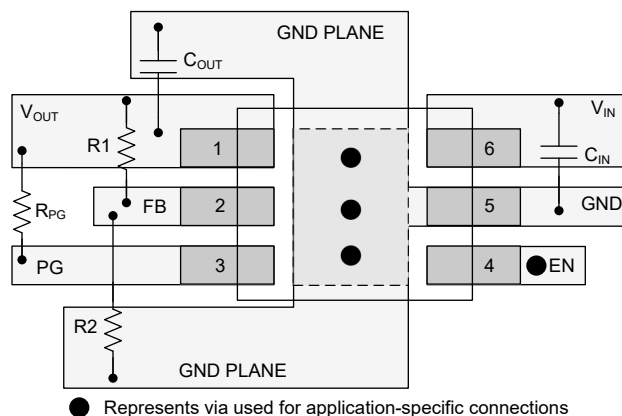 GND PLANE
COUT
VOUT
VIN
R1
1
6
CIN
RPG
FB
2
5
GND
PG
3
4
EN
R2
GND PLANE
Represents via used for application-specific connections